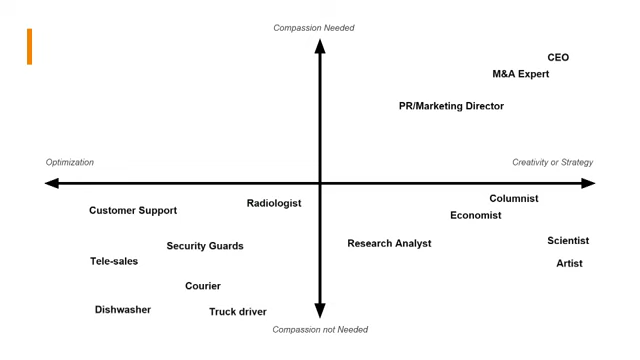 Compassion Needed
CEO
M&A Expert
PR/Marketing Director
Optimization
Creativity or Strategy
Columnist
Radiologist
Customer Support
Economist
Scientist
Research Analyst
Security Guards
Tele-sales
Artist
Courier
Dishwasher
Truck driver
Compassion not Needed